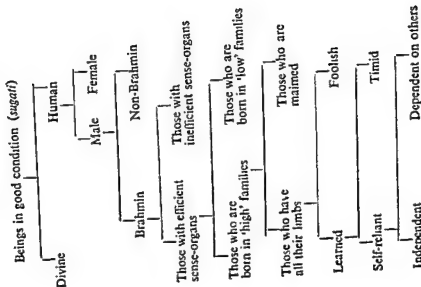 Beings in good condition (sugati)
Divine
Human
Male
Female
Brahmin
Non-Brahmin
Those with efficient
sense-organs
Those with
inefficient sense-organs
Those who are
born in 'high' families
Those who are
born in 'low' families
Those who have
all their limbs
Those who are
maimed
Learned
Foolish
Self-reliant
Timid
Independent
Dependent on others